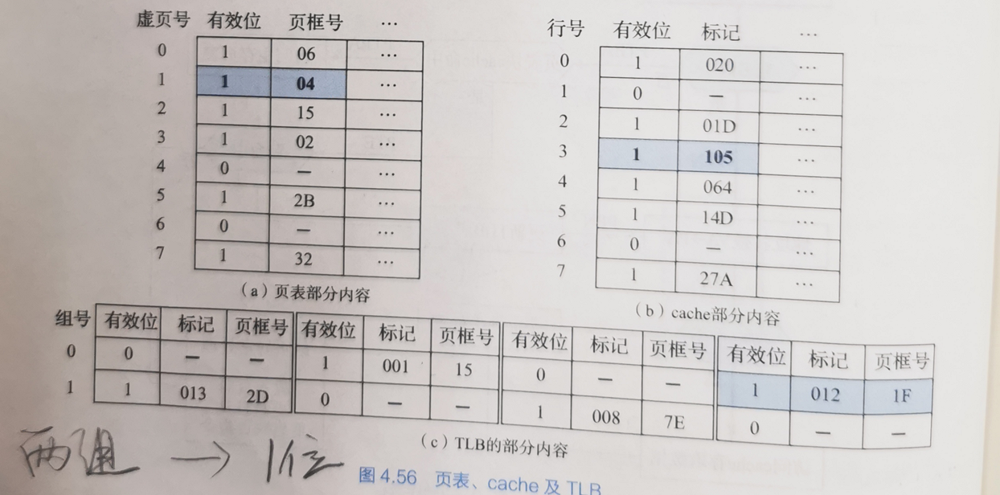 虚页号 有效位 页框号 …
0 1 06 …
1 1 04 …
2 1 15 …
3 1 02 …
4 0 — …
5 1 2B …
6 0 — …
7 1 32 …
(a)页表部分内容
行号 有效位 标记 …
0 1 020 …
1 0 — …
2 1 01D …
3 1 105 …
4 1 064 …
5 1 14D …
6 0 — …
7 1 27A …
(b)cache部分内容
组号 有效位 标记 页框号 有效位 标记 页框号 有效位 标记 页框号 有效位 标记 页框号
0 0 — — 1 001 15 0 — — 1 012 1F
1 1 013 2D 0 — — 1 008 7E 0 — —
(c)TLB的部分内容
两组 → 1位
图 4.56 页表、cache 及 TLB